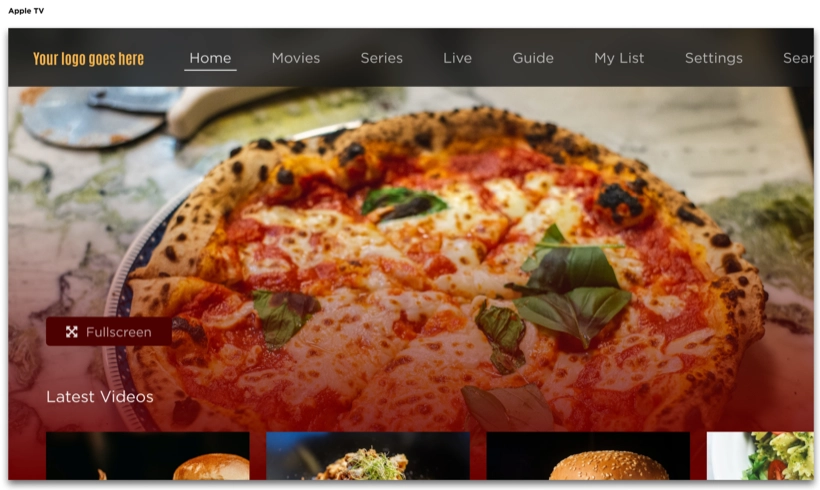 Apple TV
Your logo goes here Home Movies Series Live Guide My List Settings Sear
Fullscreen
Latest Videos